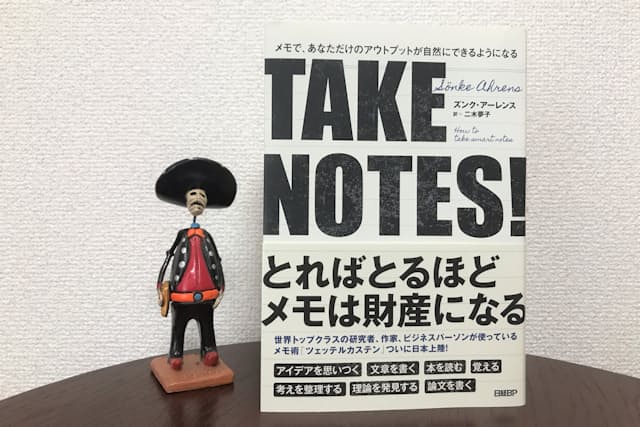 メモで、あなただけのアウトプットが自然にできるようになる
TAKE
Sönke Ahrens
ズンク・アーレンス
訳=二木夢子
How to
take smart notes
NOTES!
とればとるほど
メモは財産になる
世界トップクラスの研究者、作家、ビジネスパーソンが使っている
メモ術「ツェッテルカステン」ついに日本上陸!
アイデアを思いつく 文章を書く 本を読む 覚える
考えを整理する 理論を発見する 論文を書く
日経BP